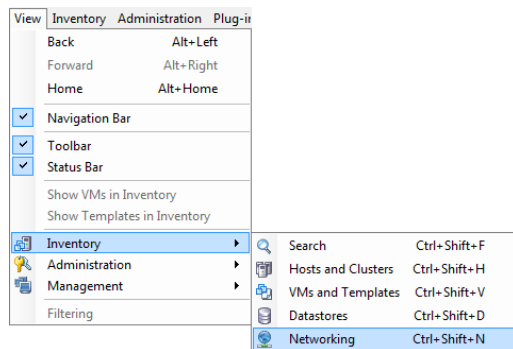 View Inventory Administration Plug-i
Back Alt+Left
Forward Alt+Right
Home Alt+Home
Navigation Bar
Toolbar
Status Bar
Show VMs in Inventory
Show Templates in Inventory
Inventory
Administration
Management
Filtering
Search Ctrl+Shift+F
Hosts and Clusters Ctrl+Shift+H
VMs and Templates Ctrl+Shift+V
Datastores Ctrl+Shift+D
Networking Ctrl+Shift+N